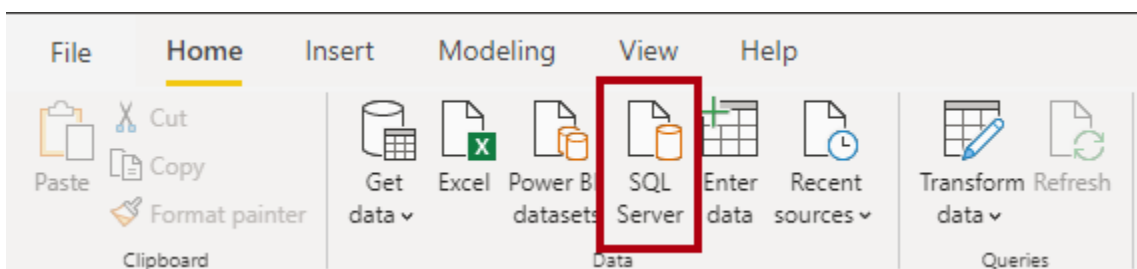 File Home Insert Modeling View Help
Cut
Copy
Format painter
Paste
Clipboard
Get data
Excel
X
Power BI datasets
SQL Server
Enter data
Recent sources
Data
Transform data
Refresh
Queries